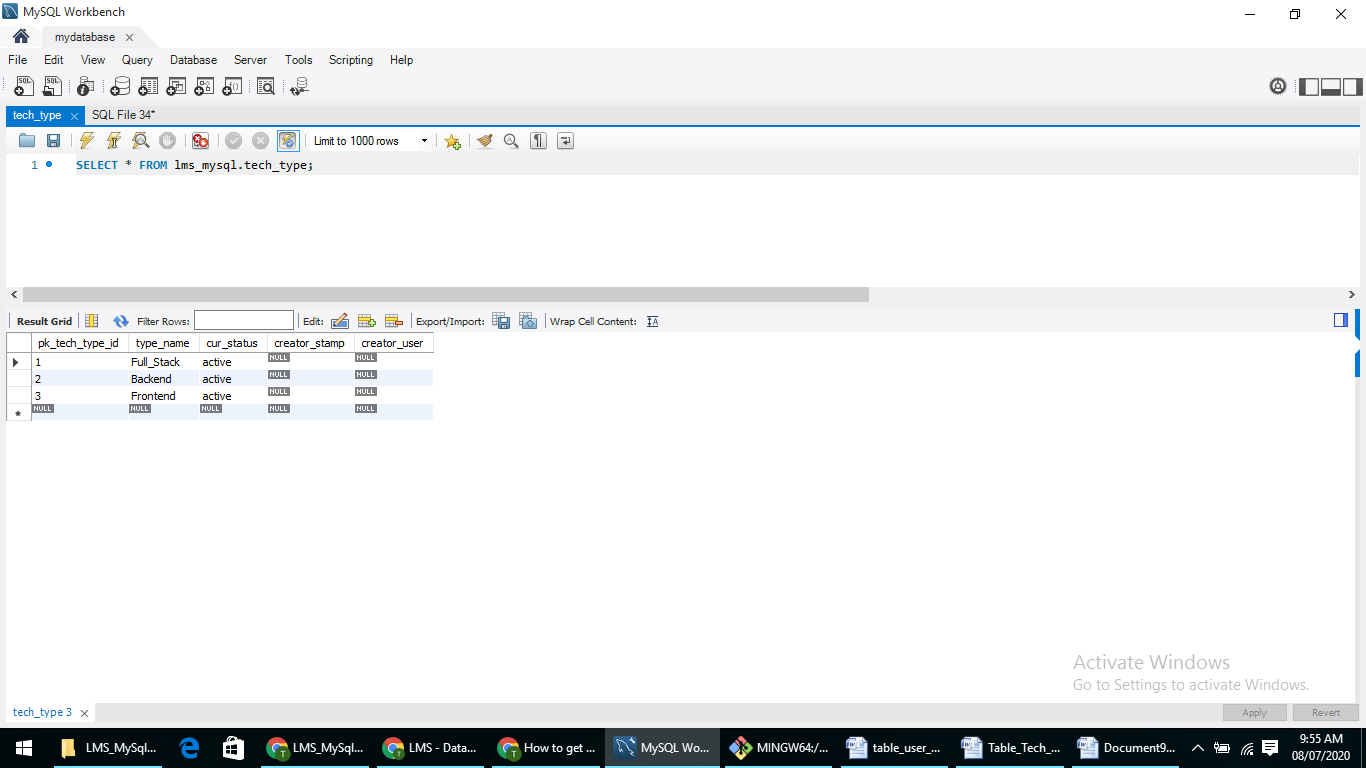 MySQL Workbench
mydatabase
File Edit View Query Database Server Tools Scripting Help
tech_type SQL File 34*
Limit to 1000 rows
1 SELECT * FROM lms_mysql.tech_type;
Result Grid Filter Rows: Edit: Export/Import: Wrap Cell Content:
pk_tech_type_id type_name cur_status creator_stamp creator_user
1 Full_Stack active NULL NULL
2 Backend active NULL NULL
3 Frontend active NULL NULL
NULL NULL NULL NULL NULL
Activate Windows
Go to Settings to activate Windows.
tech_type 3 Apply Revert
LMS_MySql... LMS_MySql... LMS - Data... How to get ... MySQL Wo... MINGW64:/... table_user_... Table_Tech_... Document9... 9:55 AM
08/07/2020